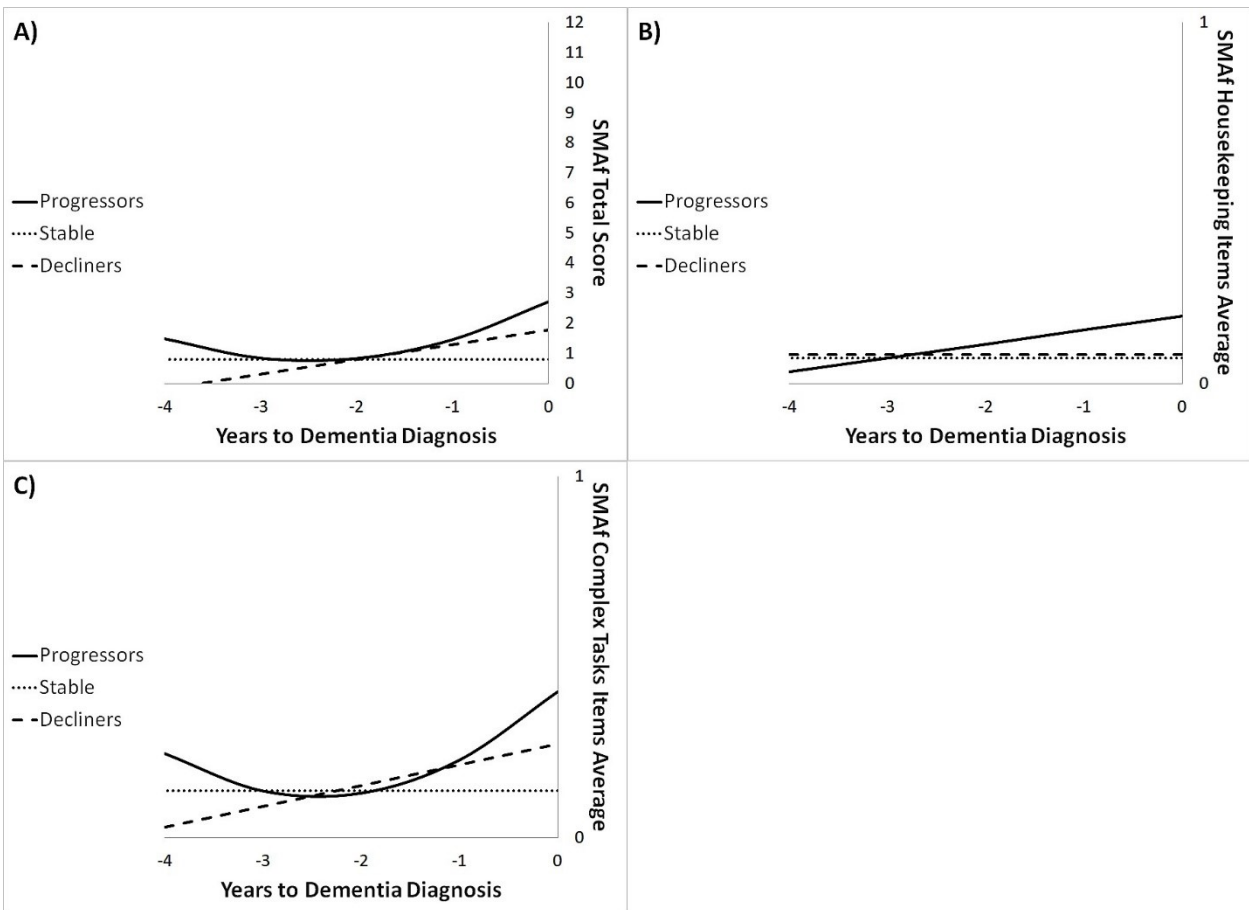 A)
12
11
10
9
8
7
6
5
4
3
2
1
0
SMAf Total Score
Progressors
Stable
Decliners
-4 -3 -2 -1 0
Years to Dementia Diagnosis
B)
1
0
SMAf Housekeeping Items Average
Progressors
Stable
Decliners
-4 -3 -2 -1 0
Years to Dementia Diagnosis
C)
1
0
SMAf Complex Tasks Items Average
Progressors
Stable
Decliners
-4 -3 -2 -1 0
Years to Dementia Diagnosis